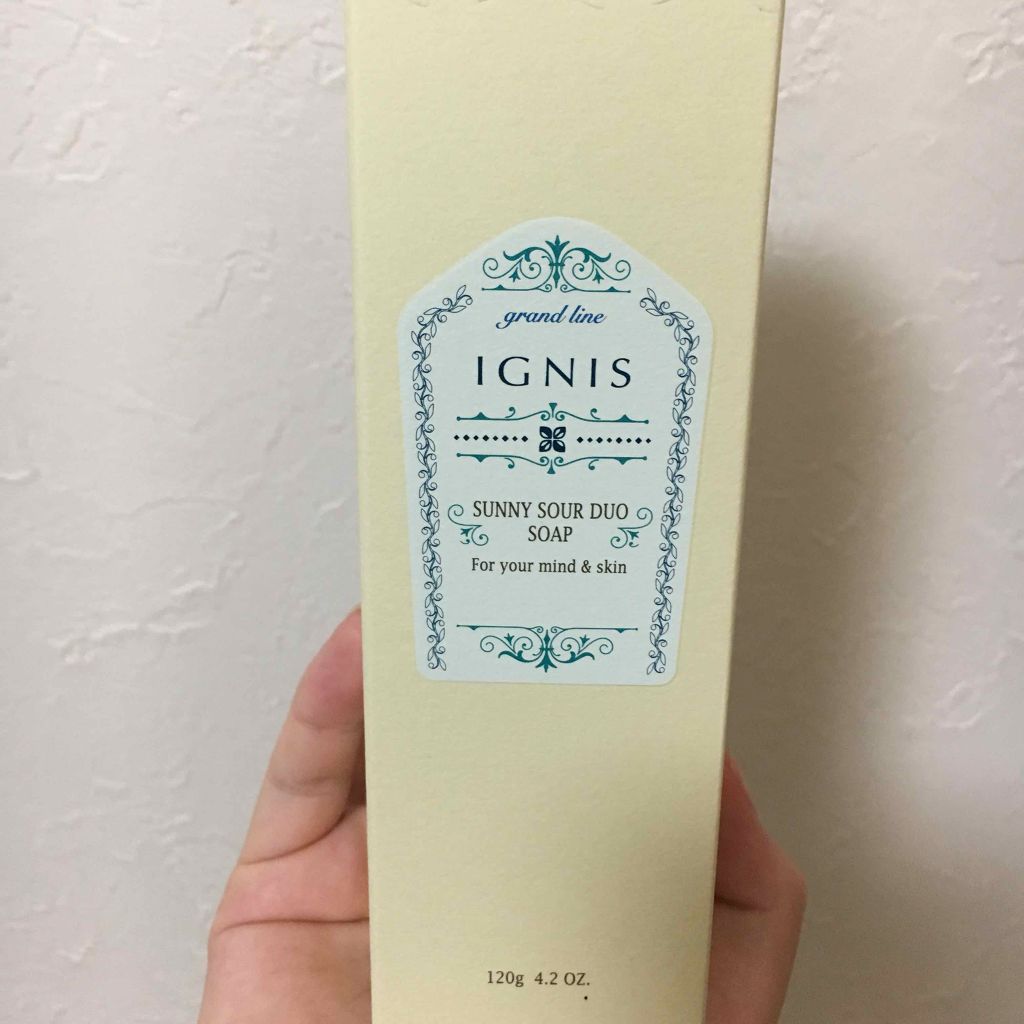 grand line
IGNIS
SUNNY SOUR DUO
SOAP
For your mind & skin
120g 4.2 OZ.